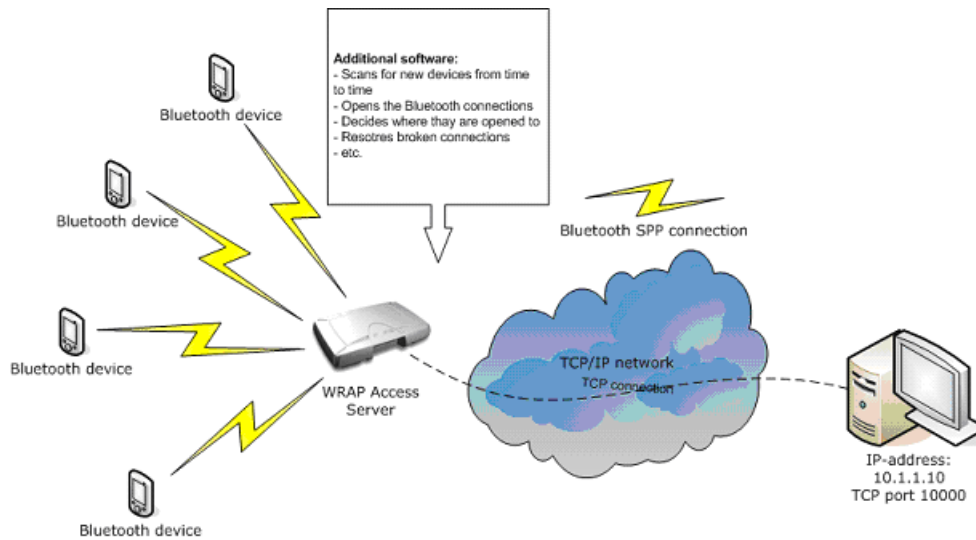 Additional software:
- Scans for new devices from time
to time
- Opens the Bluetooth connections
- Decides where thay are opened to
- Resotres broken connections
- etc.
Bluetooth device
Bluetooth device
Bluetooth SPP connection
Bluetooth device
WRAP Access
Server
TCP/IP network
TCP connection
IP-address:
10.1.1.10
TCP port 10000
Bluetooth device